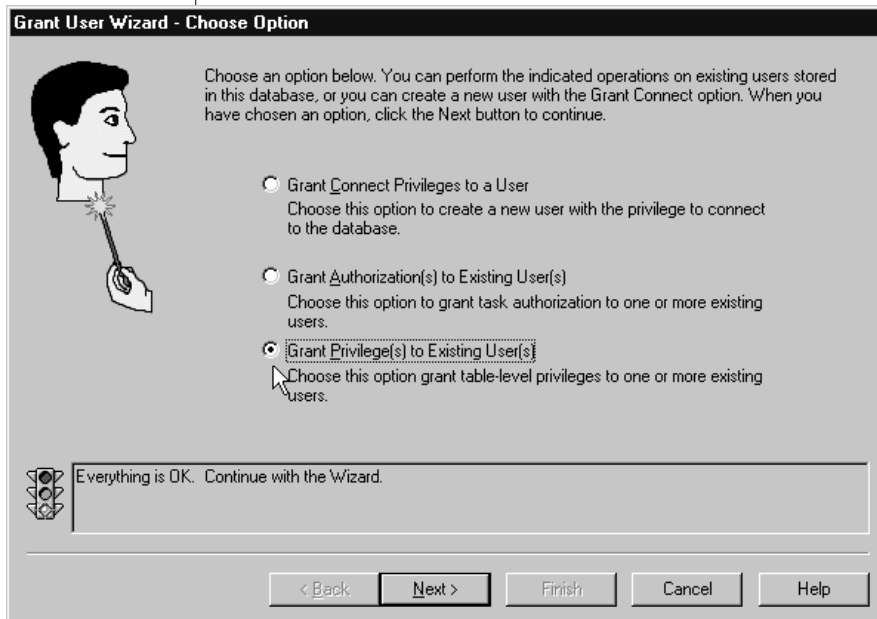 Grant User Wizard - Choose Option
Choose an option below. You can perform the indicated operations on existing users stored
in this database, or you can create a new user with the Grant Connect option. When you
have chosen an option, click the Next button to continue.
Grant Connect Privileges to a User
Choose this option to create a new user with the privilege to connect
to the database.
Grant Authorization(s) to Existing User(s)
Choose this option to grant task authorization to one or more existing
users.
Grant Privilege(s) to Existing User(s)
Choose this option grant table-level privileges to one or more existing
users.
Everything is OK. Continue with the Wizard.
< Back Next > Finish Cancel Help